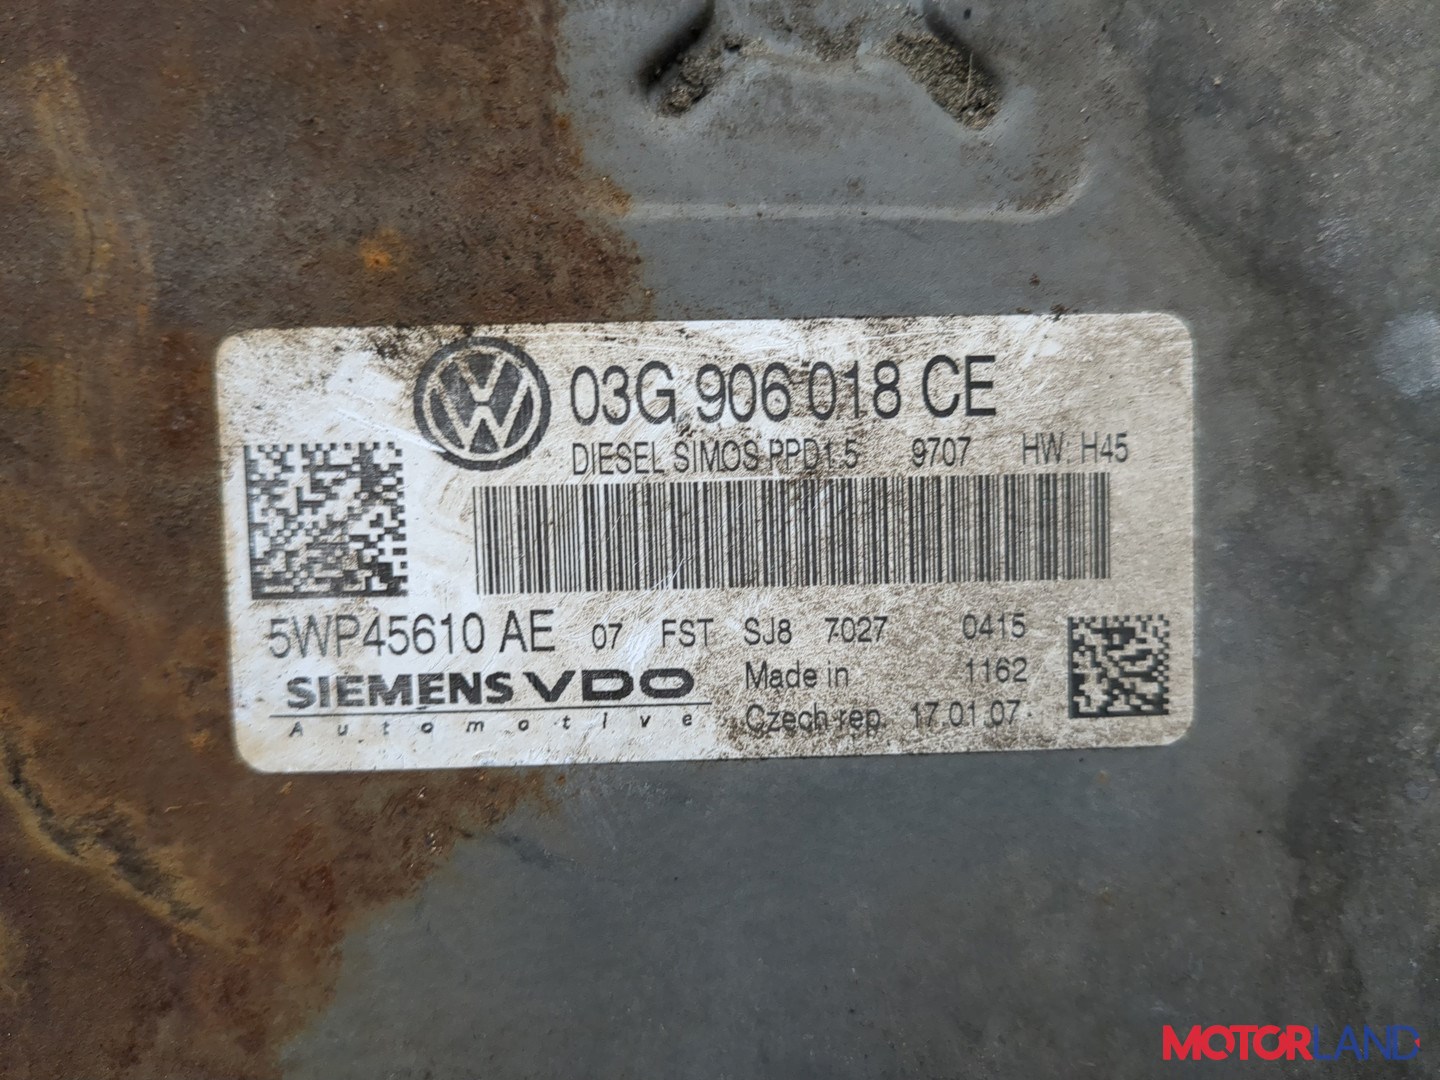 03G 906 018 CE
DIESEL SIMOS PPD1.5 9707 HW: H45
5WP45610 AE 07 FST SJ8 7027 0415
SIEMENS VDO Made in 1162
Automotive Czech rep. 17.01.07
MOTORLAND